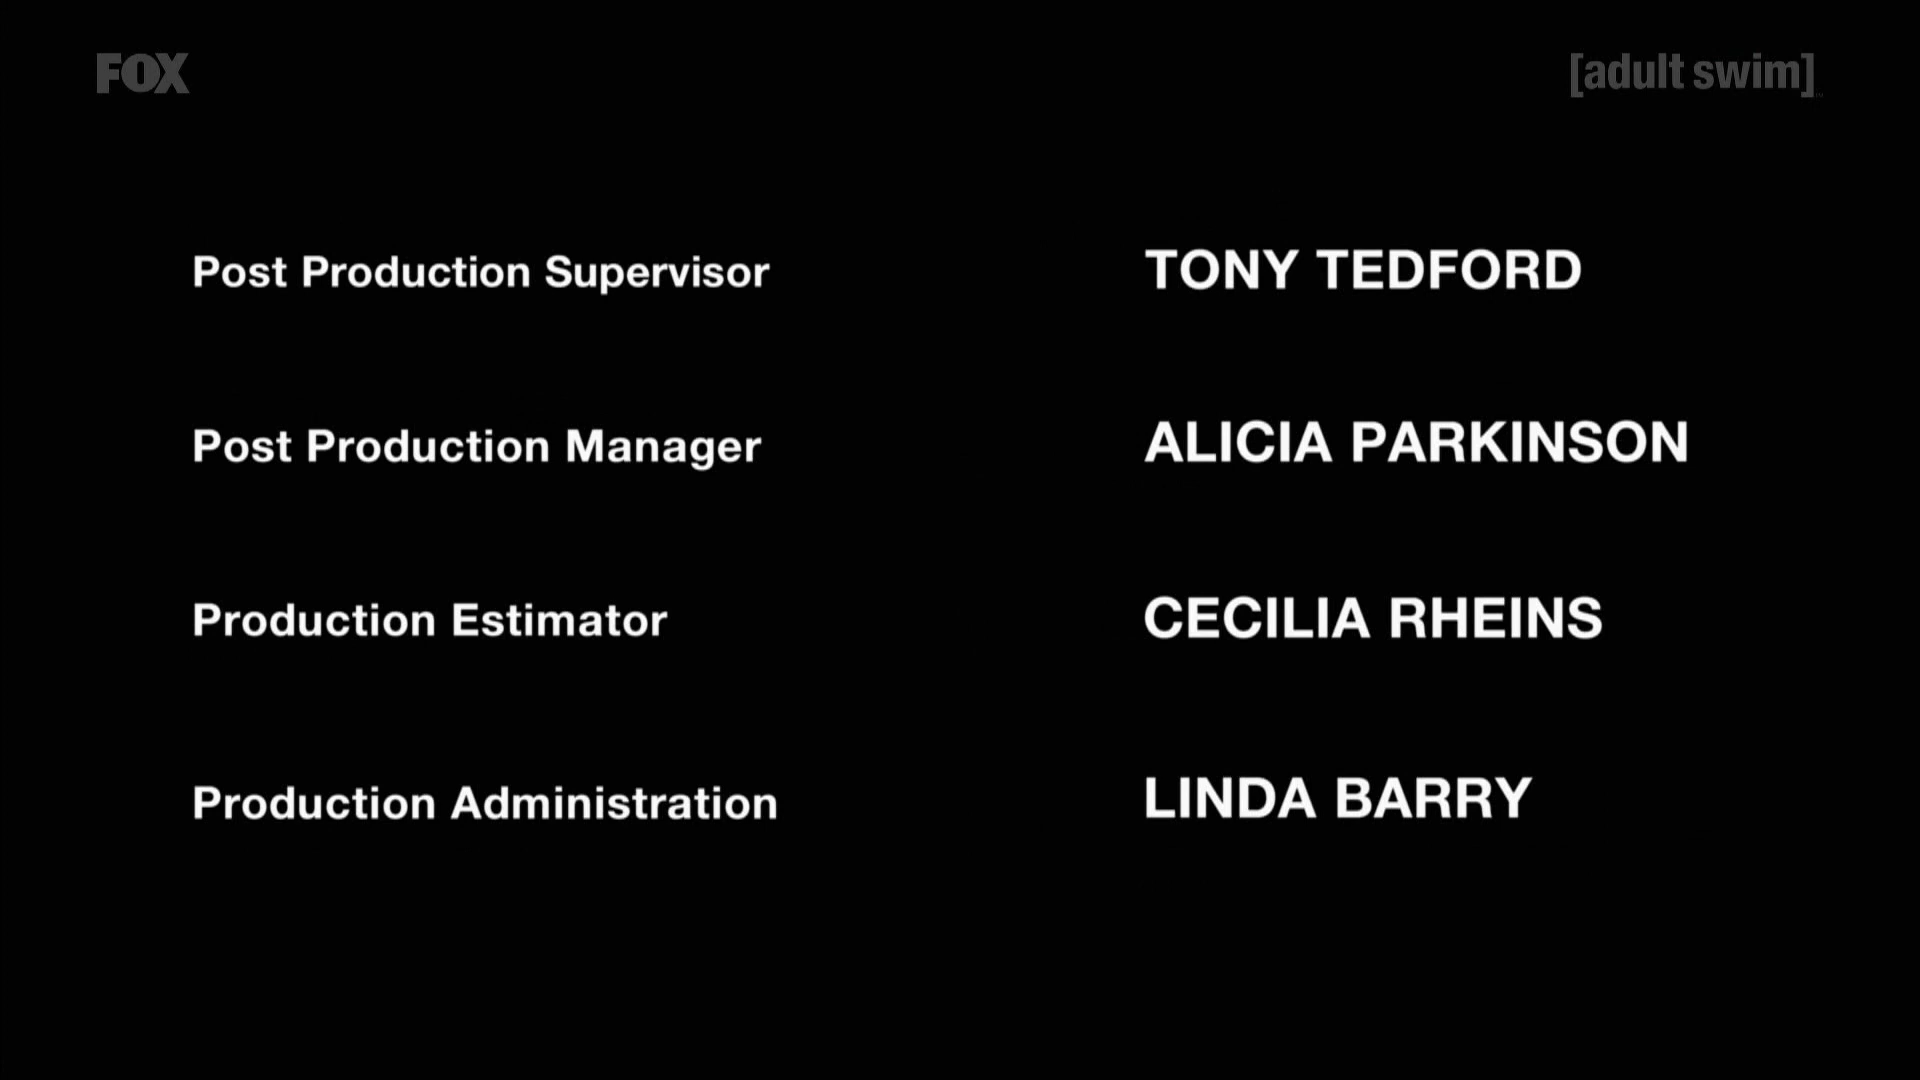 FOX [adult swim]
Post Production Supervisor TONY TEDFORD
Post Production Manager ALICIA PARKINSON
Production Estimator CECILIA RHEINS
Production Administration LINDA BARRY